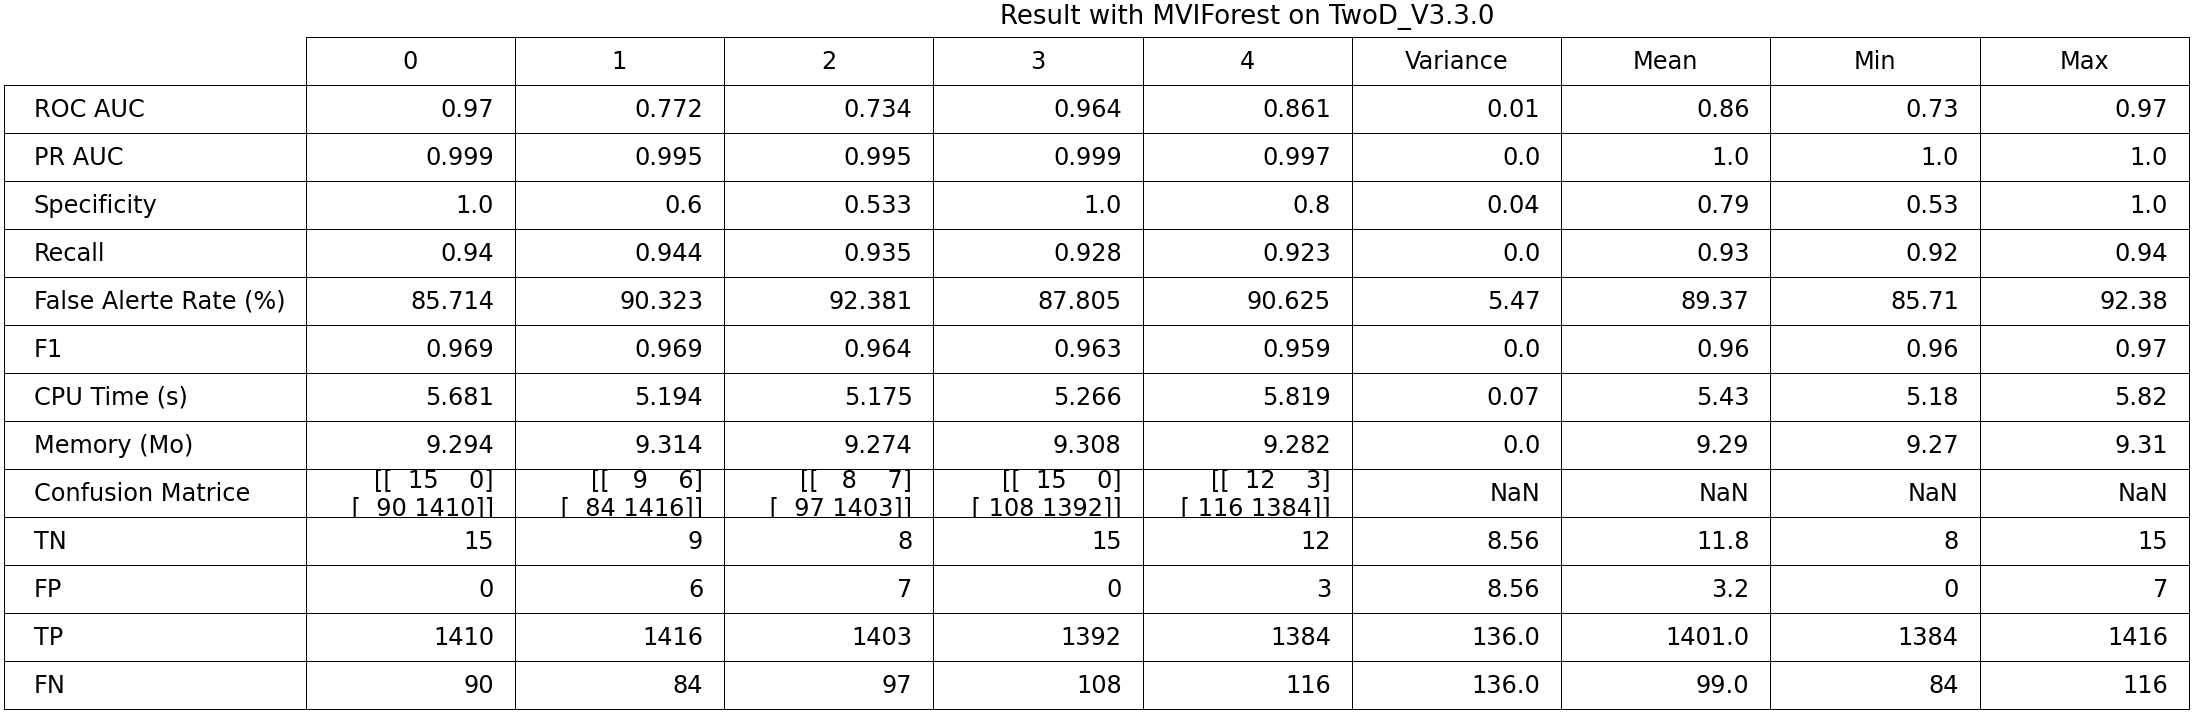 Result with MVIForest on TwoD_V3.3.0
0 1 2 3 4 Variance Mean Min Max
ROC AUC 0.97 0.772 0.734 0.964 0.861 0.01 0.86 0.73 0.97
PR AUC 0.999 0.995 0.995 0.999 0.997 0.0 1.0 1.0 1.0
Specificity 1.0 0.6 0.533 1.0 0.8 0.04 0.79 0.53 1.0
Recall 0.94 0.944 0.935 0.928 0.923 0.0 0.93 0.92 0.94
False Alerte Rate (%) 85.714 90.323 92.381 87.805 90.625 5.47 89.37 85.71 92.38
F1 0.969 0.969 0.964 0.963 0.959 0.0 0.96 0.96 0.97
CPU Time (s) 5.681 5.194 5.175 5.266 5.819 0.07 5.43 5.18 5.82
Memory (Mo) 9.294 9.314 9.274 9.308 9.282 0.0 9.29 9.27 9.31
[[ 15 0] [[ 9 6] [[ 8 7] [[ 15 0] [[ 12 3]
Confusion Matrice NaN NaN NaN NaN
[ 90 1410]] [ 84 1416]] [ 97 1403]] [ 108 1392]] [ 116 1384]]
TN 15 9 8 15 12 8.56 11.8 8 15
FP 0 6 7 0 3 8.56 3.2 0 7
TP 1410 1416 1403 1392 1384 136.0 1401.0 1384 1416
FN 90 84 97 108 116 136.0 99.0 84 116